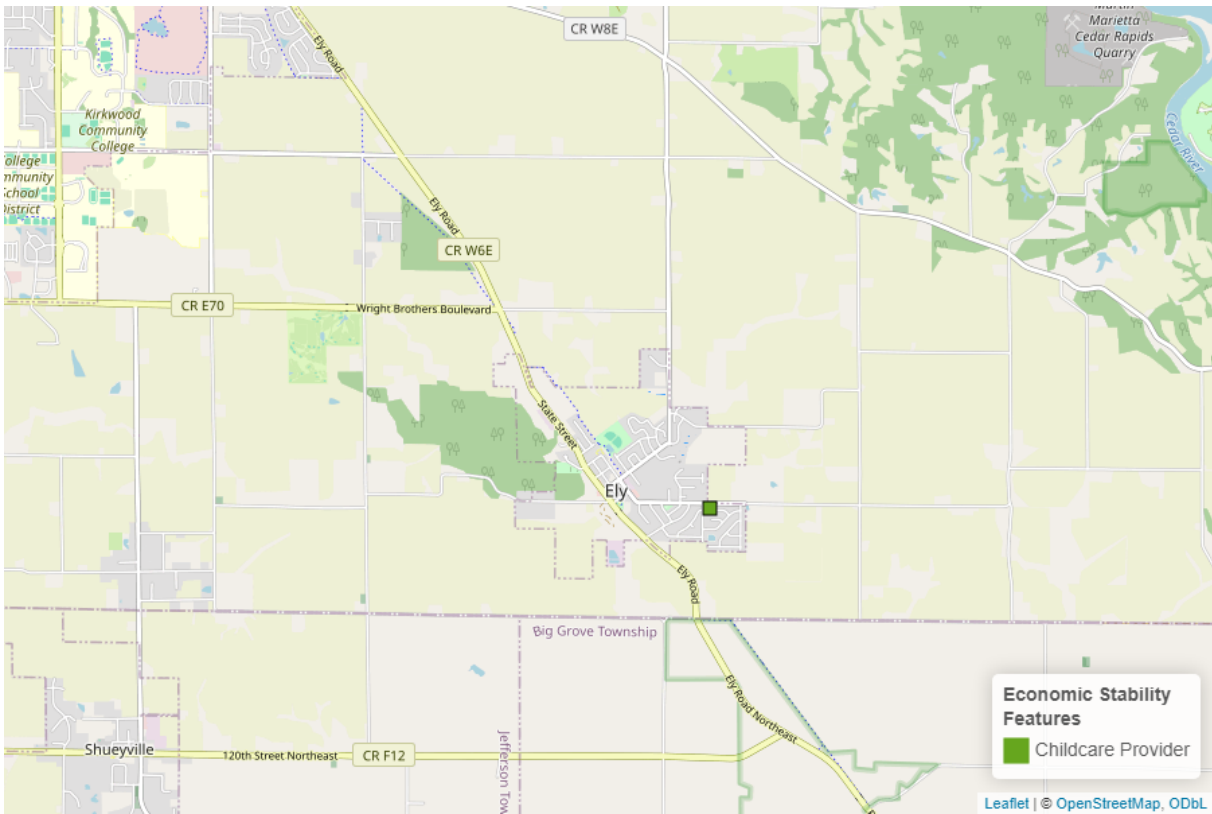 CR W8E
Martin
Marietta
Cedar Rapids
Quarry
Ely Road
Kirkwood
Community
College
Cedar River
College
Community
School
District
Ely Road
CR W6E
CR E70
Wright Brothers Boulevard
State Street
Ely
Ely Road
Big Grove Township
Ely Road Northeast
Economic Stability
Features
Childcare Provider
Shueyville
120th Street Northeast
CR F12
Jefferson Tow
Leaflet | © OpenStreetMap, ODbL